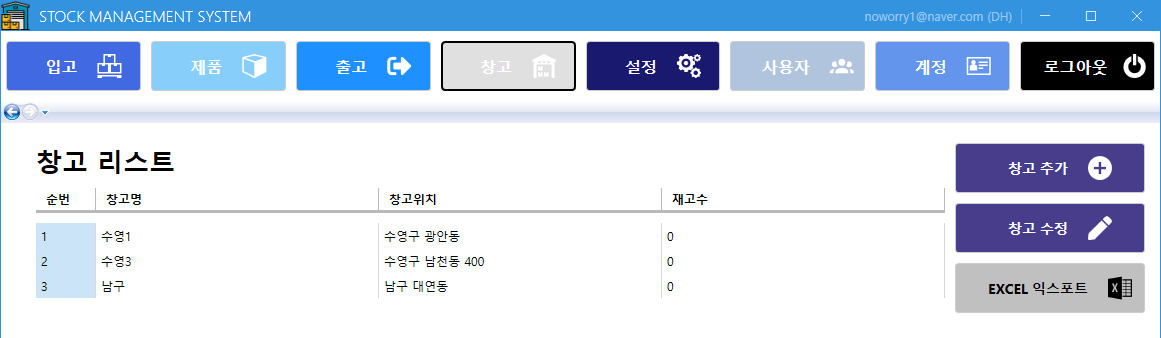 STOCK MANAGEMENT SYSTEM noworry1@naver.com (DH)
입고 제품 출고 창고 설정 사용자 계정 로그아웃
창고 리스트
순번 창고명 창고위치 재고수
1 수영1 수영구 광안동 0
2 수영3 수영구 남천동 400 0
3 남구 남구 대연동 0
창고 추가
창고 수정
EXCEL 익스포트